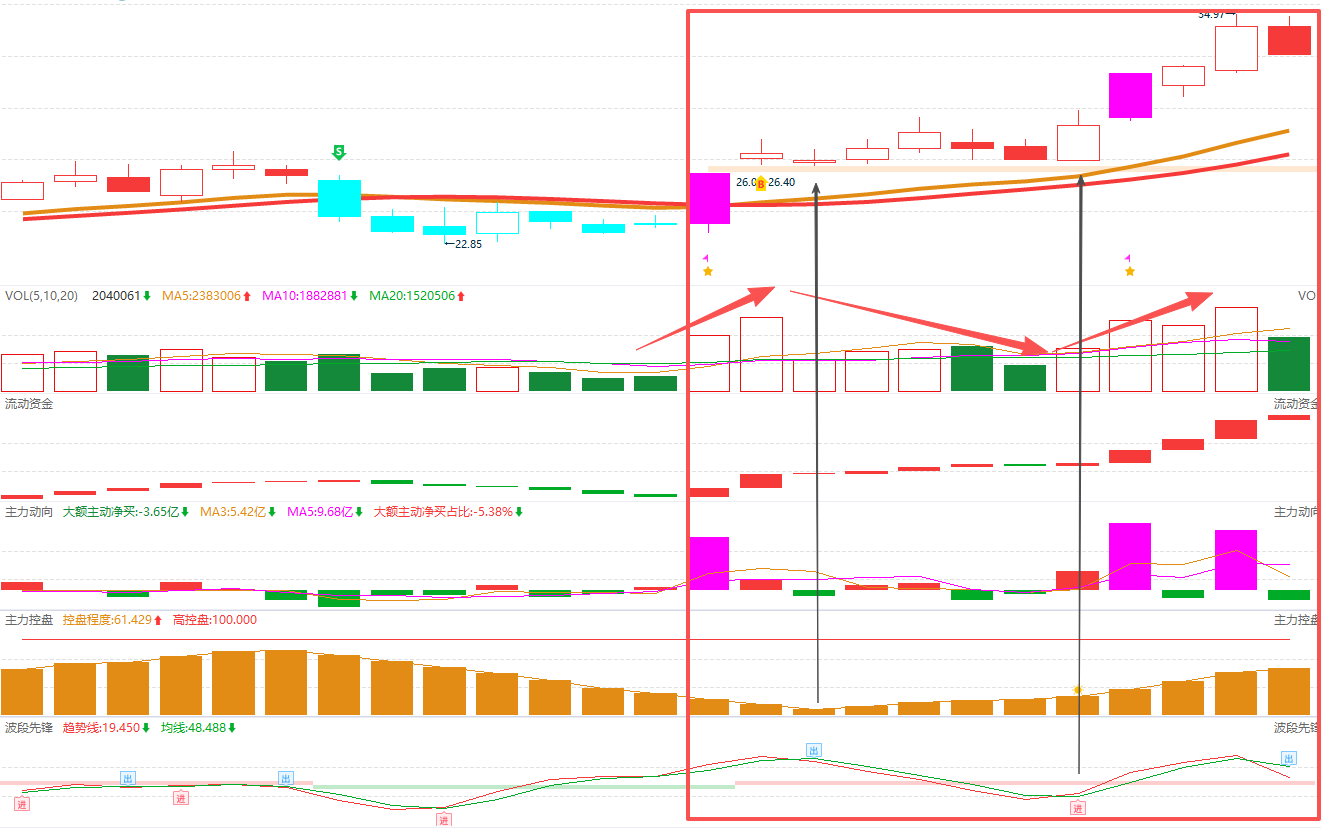 34.97→
S
26.0 B 26.40
←22.85
VOL(5,10,20) 2040061 MA5:2383006 MA10:1882881 MA20:1520506 VO
流动资金 流动资金
主力动向 大额主动净买:-3.65亿 MA3:5.42亿 MA5:9.68亿 大额主动净买占比:-5.38% 主力动向
主力控盘 控盘程度:61.429 高控盘:100.000 主力控盘
波段先锋 趋势线:19.450 均线:48.488 波段先锋
出
出 出 出
进 进 进
进